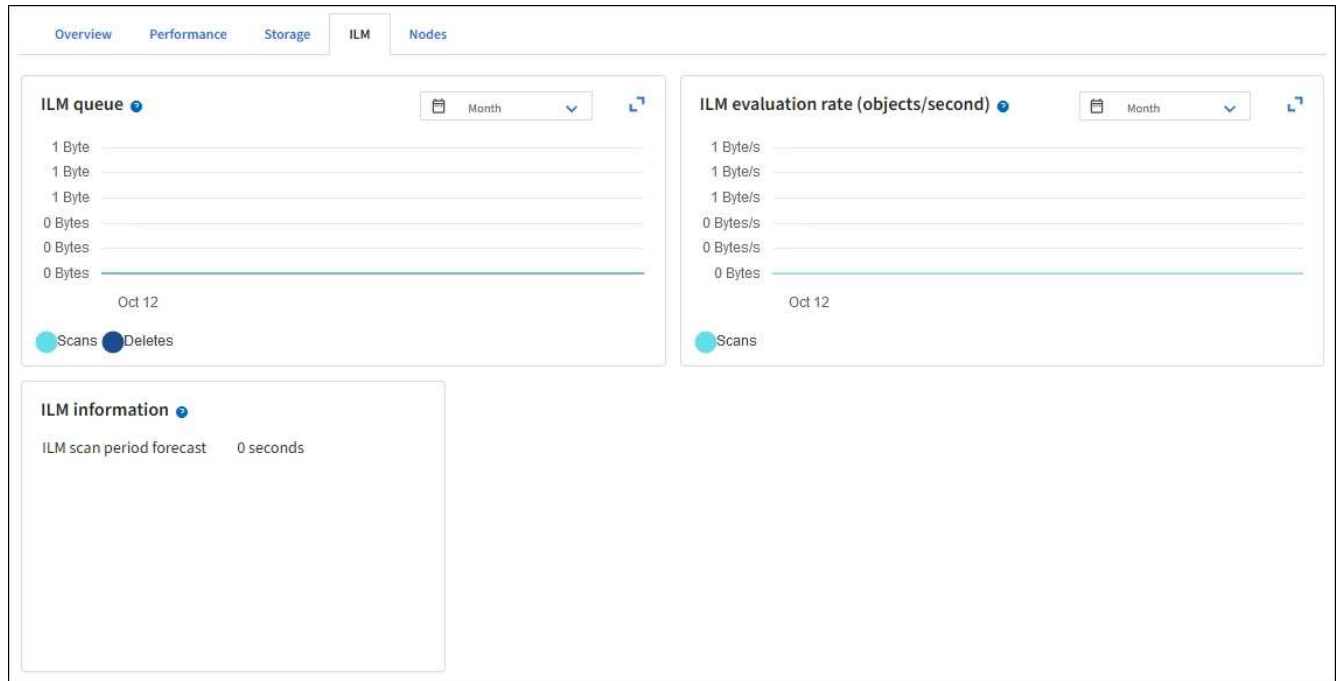 Overview Performance Storage ILM Nodes
ILM queue ?
Month
1 Byte
1 Byte
1 Byte
0 Bytes
0 Bytes
0 Bytes
Oct 12
Scans Deletes
ILM evaluation rate (objects/second) ?
Month
1 Byte/s
1 Byte/s
1 Byte/s
0 Bytes/s
0 Bytes/s
0 Bytes
Oct 12
Scans
ILM information ?
ILM scan period forecast 0 seconds